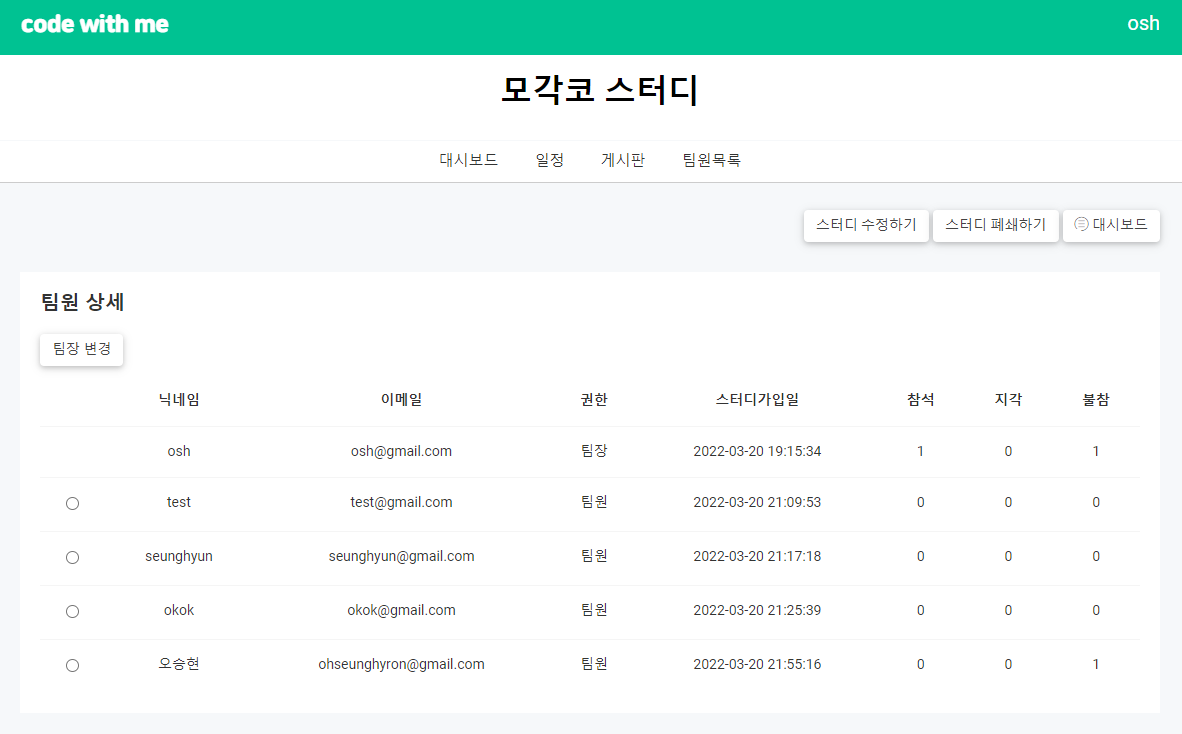 code with me osh
모각코 스터디
대시보드 일정 게시판 팀원목록
스터디 수정하기 스터디 폐쇄하기 대시보드
팀원 상세
팀장 변경
닉네임 이메일 권한 스터디가입일 참석 지각 불참
osh osh@gmail.com 팀장 2022-03-20 19:15:34 1 0 1
test test@gmail.com 팀원 2022-03-20 21:09:53 0 0 0
seunghyun seunghyun@gmail.com 팀원 2022-03-20 21:17:18 0 0 0
okok okok@gmail.com 팀원 2022-03-20 21:25:39 0 0 0
오승현 ohseunghyron@gmail.com 팀원 2022-03-20 21:55:16 0 0 1